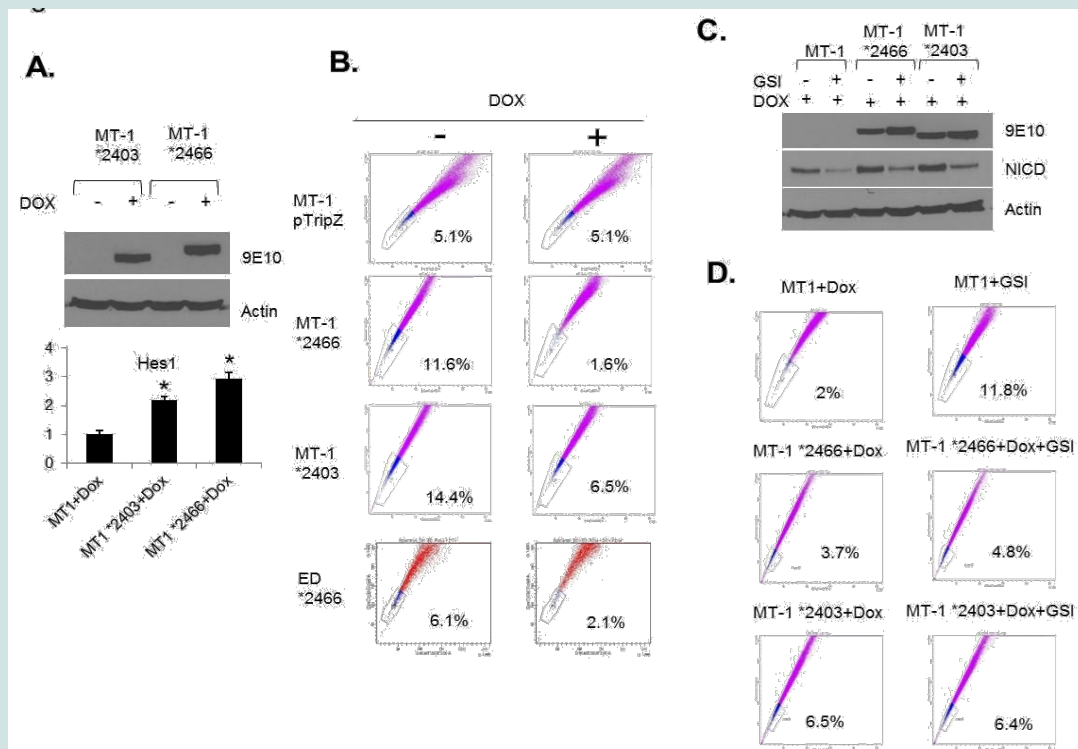 A.
MT-1 MT-1
*2403 *2466
DOX - + - +
9E10
Actin
Hes1
4
3
2
1
0
* *
MT1+Dox
MT1 *2403+Dox
MT1 *2466+Dox
B.
DOX
- +
MT-1
pTripZ
5.1% 5.1%
MT-1
*2466
11.6% 1.6%
MT-1
*2403
14.4% 6.5%
ED
*2466
6.1% 2.1%
C.
MT-1 MT-1 MT-1
*2466 *2403
GSI - + - + - +
DOX + + + + + +
9E10
NICD
Actin
D.
MT1+Dox MT1+GSI
2% 11.8%
MT-1 *2466+Dox MT-1 *2466+Dox+GSI
3.7% 4.8%
MT-1 *2403+Dox MT-1 *2403+Dox+GSI
6.5% 6.4%